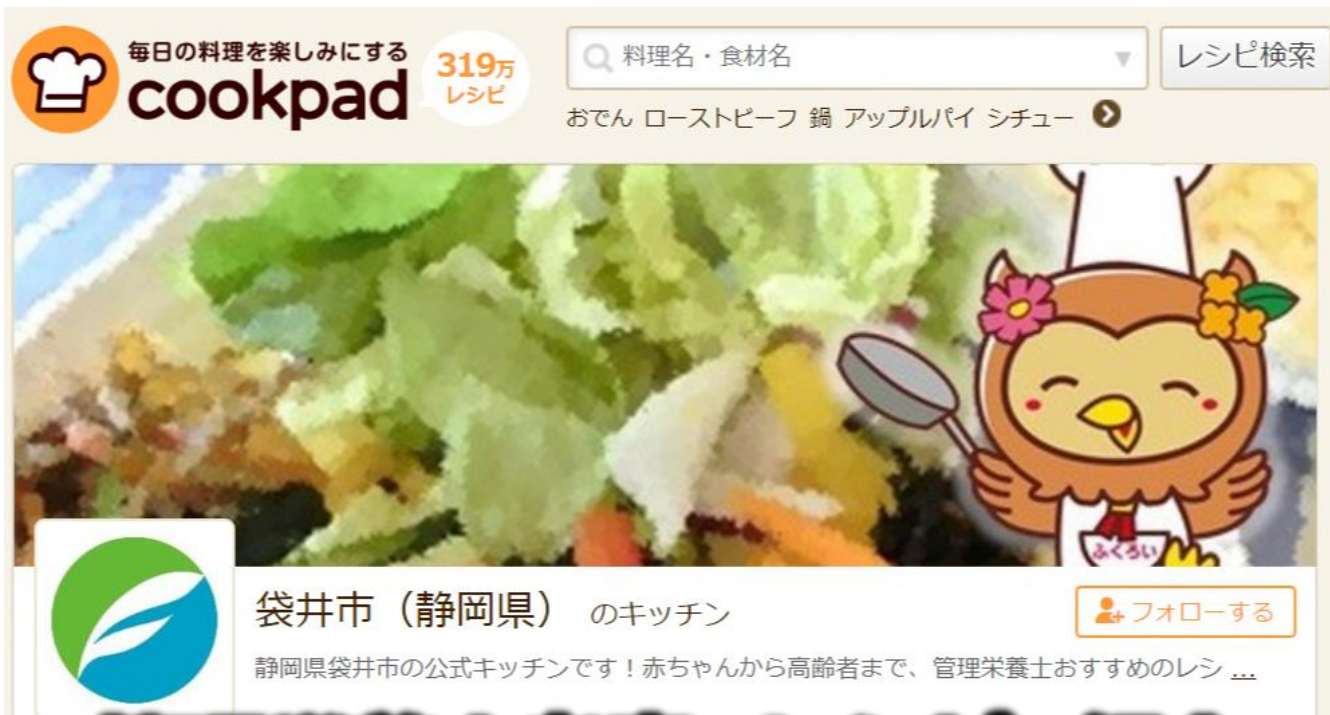 毎日の料理を楽しみにする
cookpad
319万
レシピ
料理名・食材名
レシピ検索
おでん ローストビーフ 鍋 アップルパイ シチュー
ふくろい
袋井市（静岡県） のキッチン
フォローする
静岡県袋井市の公式キッチンです！赤ちゃんから高齢者まで、管理栄養士おすすめのレシ ...